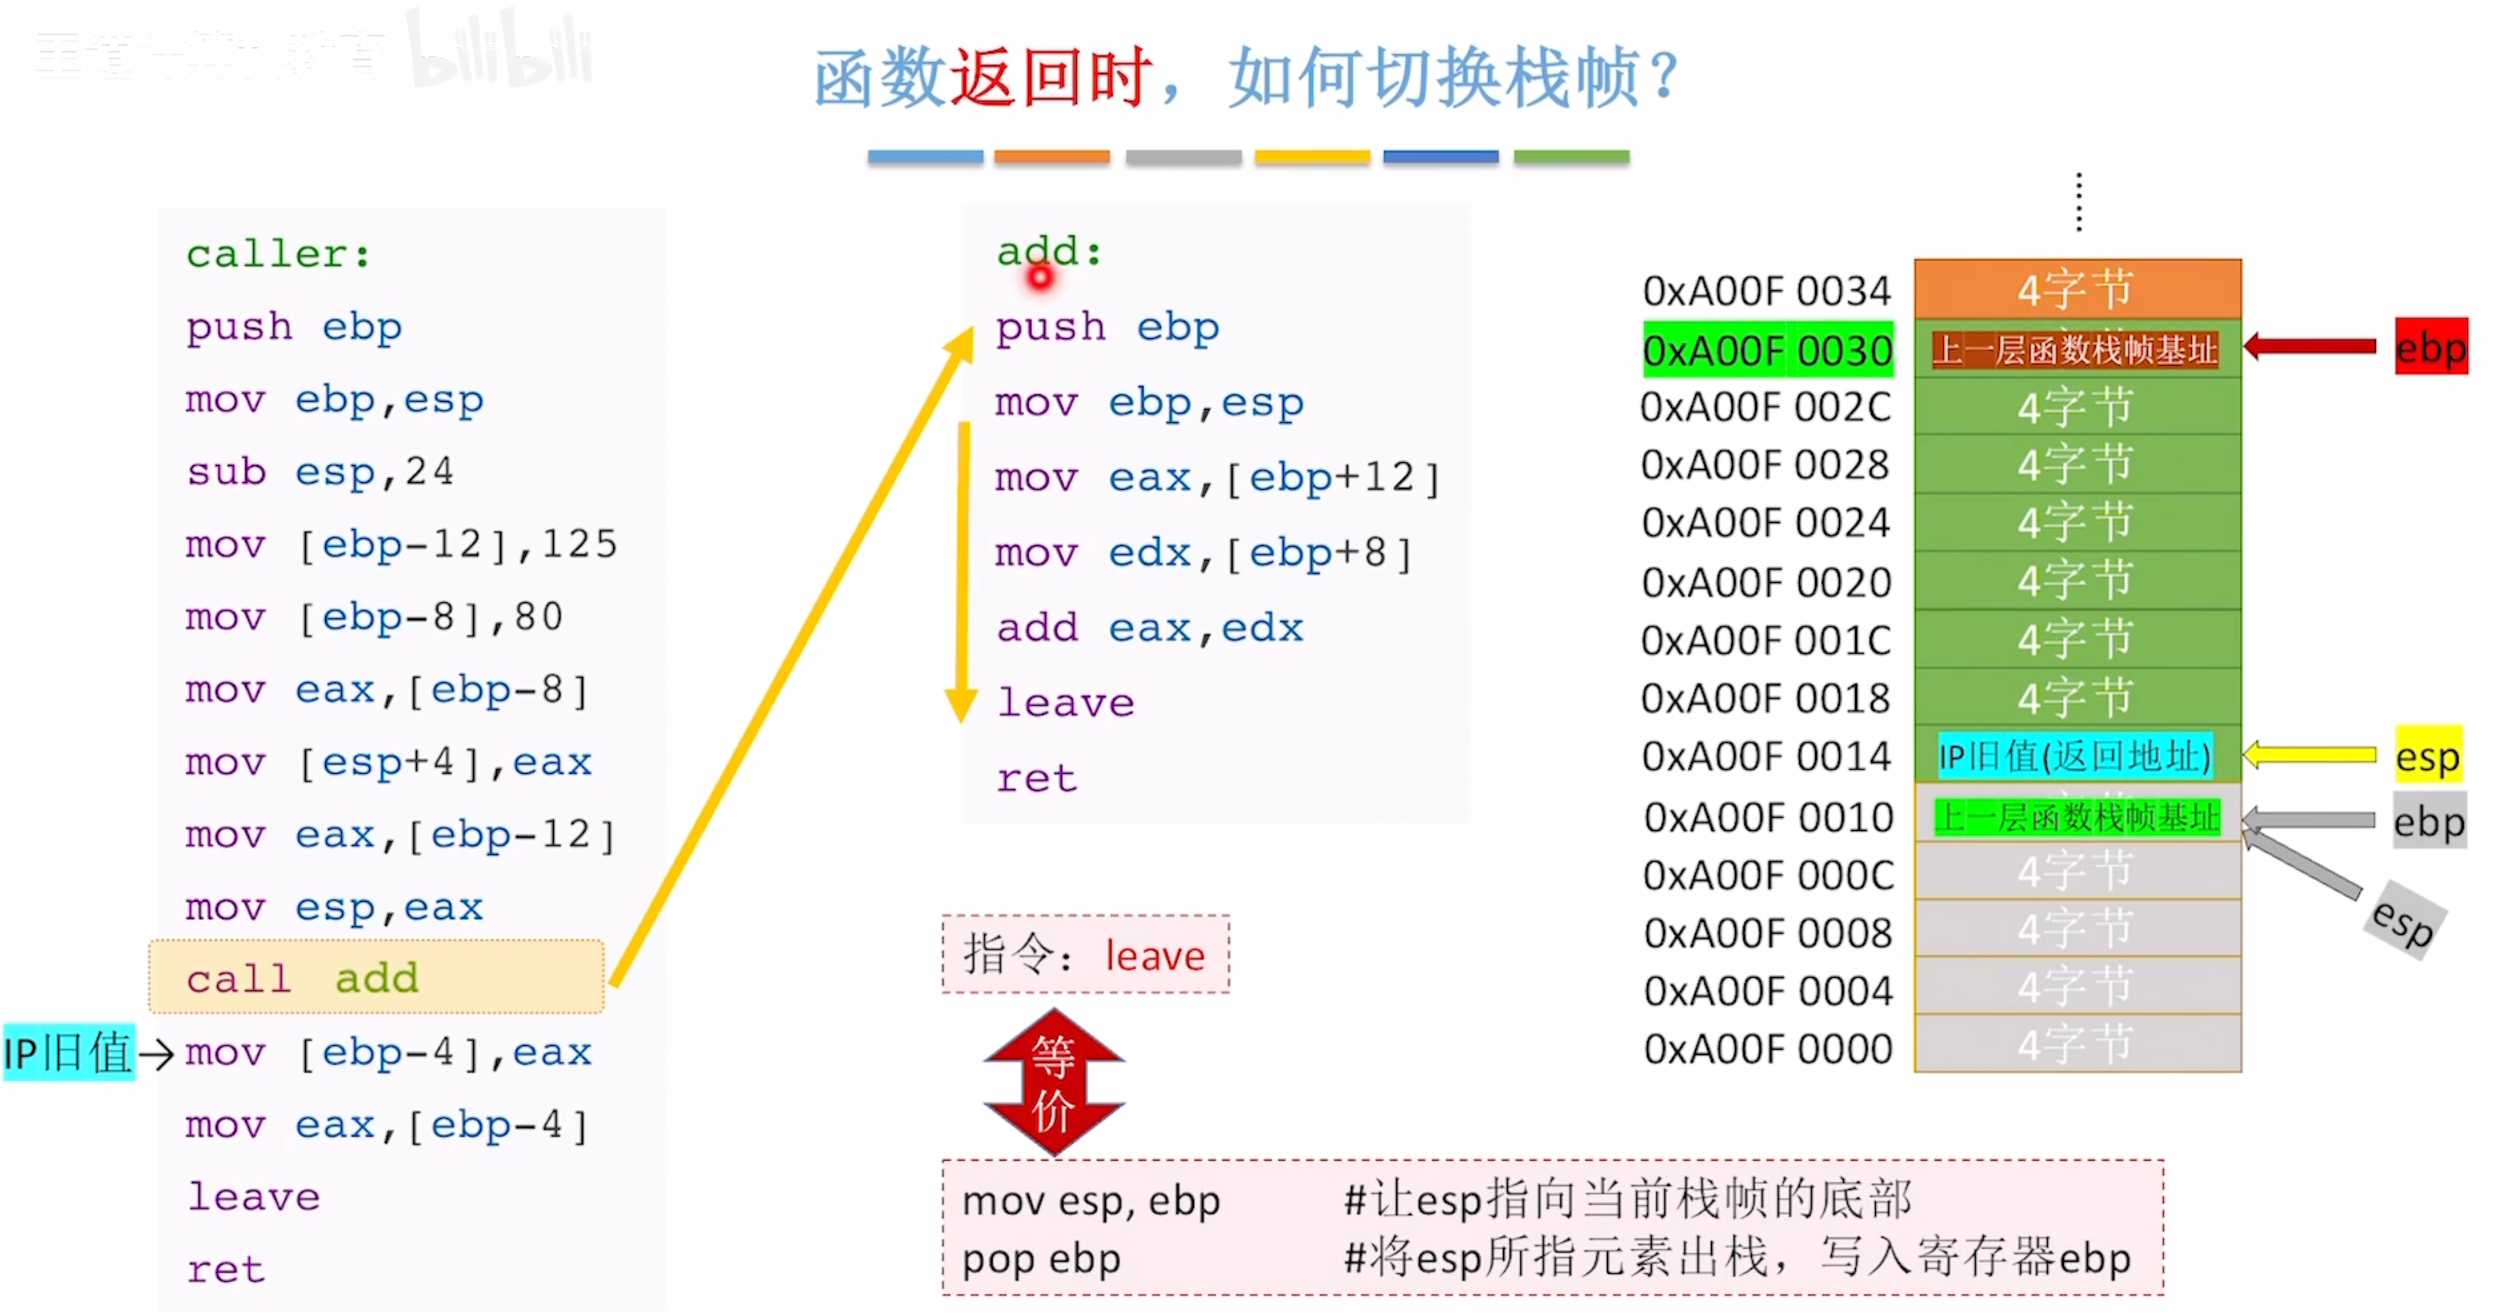 bilibili
函数返回时，如何切换栈帧？
caller:
push ebp
mov ebp,esp
sub esp,24
mov [ebp-12],125
mov [ebp-8],80
mov eax,[ebp-8]
mov [esp+4],eax
mov eax,[ebp-12]
mov esp,eax
call add
IP旧值→mov [ebp-4],eax
mov eax,[ebp-4]
leave
ret
add:
push ebp
mov ebp,esp
mov eax,[ebp+12]
mov edx,[ebp+8]
add eax,edx
leave
ret
指令：leave
等
价
mov esp, ebp #让esp指向当前栈帧的底部
pop ebp #将esp所指元素出栈，写入寄存器ebp
0xA00F 0034 4字节
0xA00F 0030 上一层函数栈帧基址 ebp
0xA00F 002C 4字节
0xA00F 0028 4字节
0xA00F 0024 4字节
0xA00F 0020 4字节
0xA00F 001C 4字节
0xA00F 0018 4字节
0xA00F 0014 IP旧值(返回地址) esp
0xA00F 0010 上一层函数栈帧基址 ebp
0xA00F 000C 4字节
esp
0xA00F 0008 4字节
0xA00F 0004 4字节
0xA00F 0000 4字节